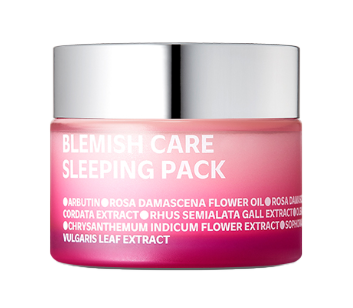 BLEMISH CARE
SLEEPING PACK
●ARBUTIN●ROSA DAMASCENA FLOWER OIL●ROSA
CORDATA EXTRACT●RHUS SEMIALATA GALL EXTRACT●
●CHRYSANTHEMUM INDICUM FLOWER EXTRACT●
VULGARIS LEAF EXTRACT